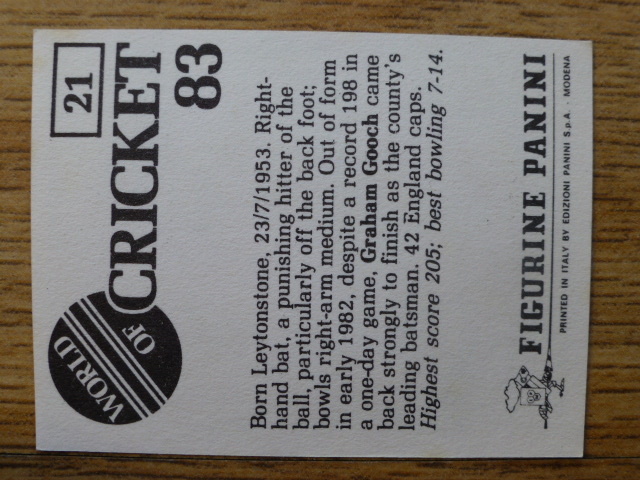 21
WORLD
OF
CRICKET
83
Born Leytonstone, 23/7/1953. Right-
hand bat, a punishing hitter of the
ball, particularly off the back foot;
bowls right-arm medium. Out of form
in early 1982, despite a record 198 in
a one-day game, Graham Gooch came
back strongly to finish as the county's
leading batsman. 42 England caps.
Highest score 205; best bowling 7-14.
FIGURINE PANINI
PRINTED IN ITALY BY EDIZIONI PANINI S.p.A. - MODENA